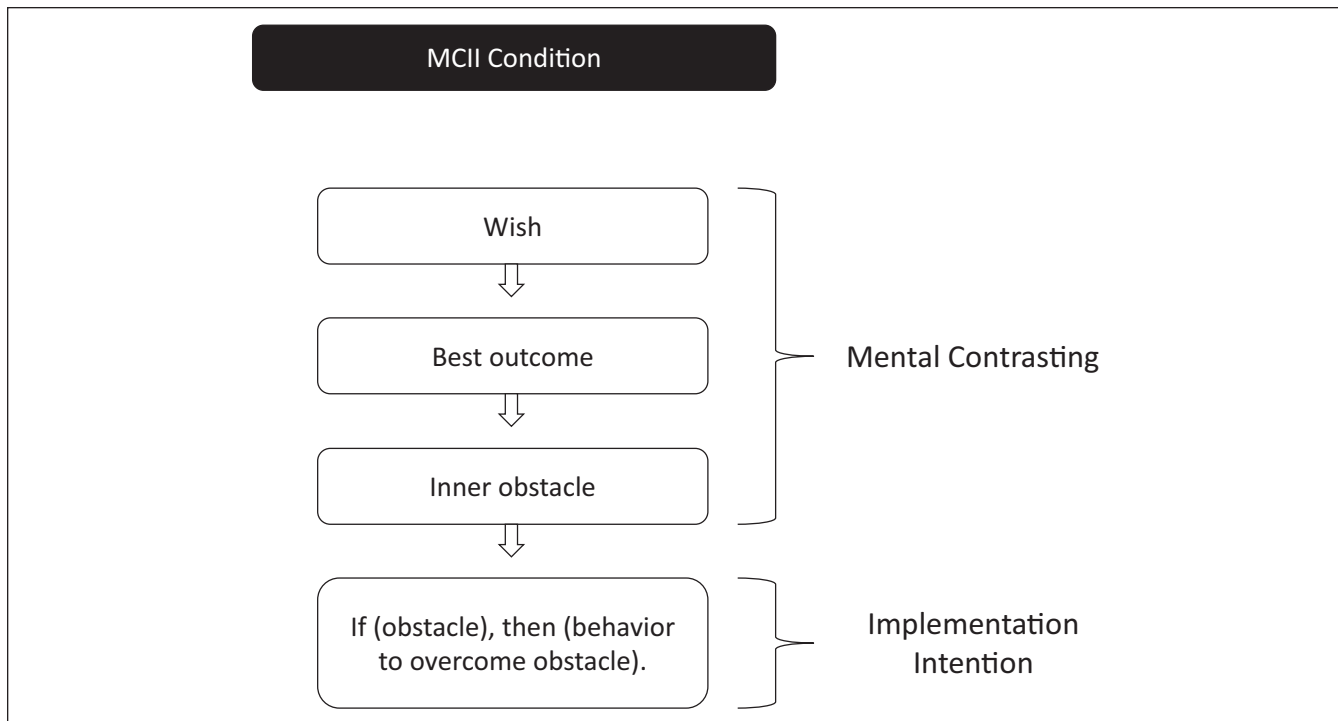 MCII Condition
Wish
Best outcome
Mental Contrasting
Inner obstacle
If (obstacle), then (behavior
to overcome obstacle).
Implementation
Intention